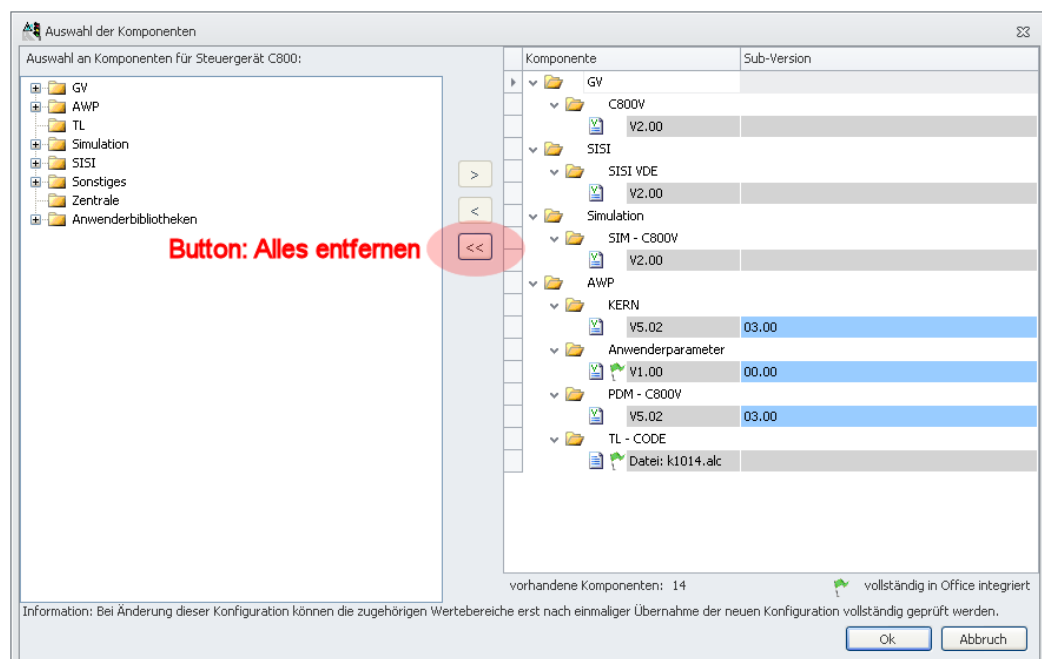 Auswahl der Komponenten
Auswahl an Komponenten für Steuergerät C800:
GV
AWP
TL
Simulation
SISI
Sonstiges
Zentrale
Anwenderbibliotheken
>
<
<<
Button: Alles entfernen
Komponente Sub-Version
GV
C800V
V2.00
SISI
SISI VDE
V2.00
Simulation
SIM - C800V
V2.00
AWP
KERN
V5.02 03.00
Anwenderparameter
V1.00 00.00
PDM - C800V
V5.02 03.00
TL - CODE
Datei: k1014.alc
vorhandene Komponenten: 14 vollständig in Office integriert
Information: Bei Änderung dieser Konfiguration können die zugehörigen Wertebereiche erst nach einmaliger Übernahme der neuen Konfiguration vollständig geprüft werden.
Ok Abbruch